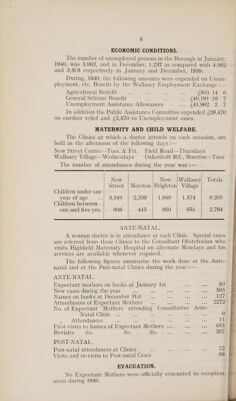 8
ECONOMIC CONDITIONS.
The number of unemployed persons in the Borough in January,
1940, was 3,963, and in December, 1,237 as compared with 4,902
and 3,508 respectively in January and December, 1939.
During, 1940, the following amounts were expended on Unem-
ployment, etc. Benefit by the Wallasey Employment Exchange :—
Agricultural Benefit ... ... ... ... £503 14 6
General Scheme Benefit ... ... ... £40,191 19 7
Unemployment Assistance Allowances ... £41,862 2 7
In addition the Public Assistance Committee expended £29,470
on outdoor relief and £2,470 in Unemployment cases.
MATERNITY AND CHILD WELFARE.
The Clinics at which a doctor attends on each occasion, are
held in the afternoon of the following days :—
New Street Centre—Tues. & Fri. Field Road—Thursdays
Wallasey Village—Wednesdays Oakenholt Rd., Moreton—Tues.
The number of attendances during the year was :—
New Street Moreton New Brighton Wallasey Village Totals
Children under one year of age .. 3,349 2,333 1,949 1,574 9,205
Children between one and five yrs. 808 445 880 651 2,784
ANTE-NATAL.
A woman doctor is in attendance at each Clinic. Special cases
are referred from these Clinics to the Consultant Obstetrician who
visits Highfield Maternity Hospital on alternate Mondays and his
services are available whenever required.
The following figures summarise the work done at the Ante-
natal and at the Post-natal Clinics during the year :—
ANTE-NATAL.
Expectant mothers on books at January 1st ... ...
New cases during the year ... ... ... ...
Names on books at December 31st ... ... ... 127
Attendances of Expectant Mothers ... ... ... 2272
No. of Expectant Mothers attending Consultative Ante-
Natal Clinic ... ... ... ... ...
Attendances ... ... ... ... ... 11
First-visits to homes of Expectant Mothers ... ... 653
Revisits do. do. do. ... ... 267
POST-NATAL.
Post-natal attendances at Clinics ... ... ... 72
Visits and re-visits to Post-natal Cases ... ... 68
EVACUATION.
No Expectant Mothers were officially evacuated to reception
areas during 1940.